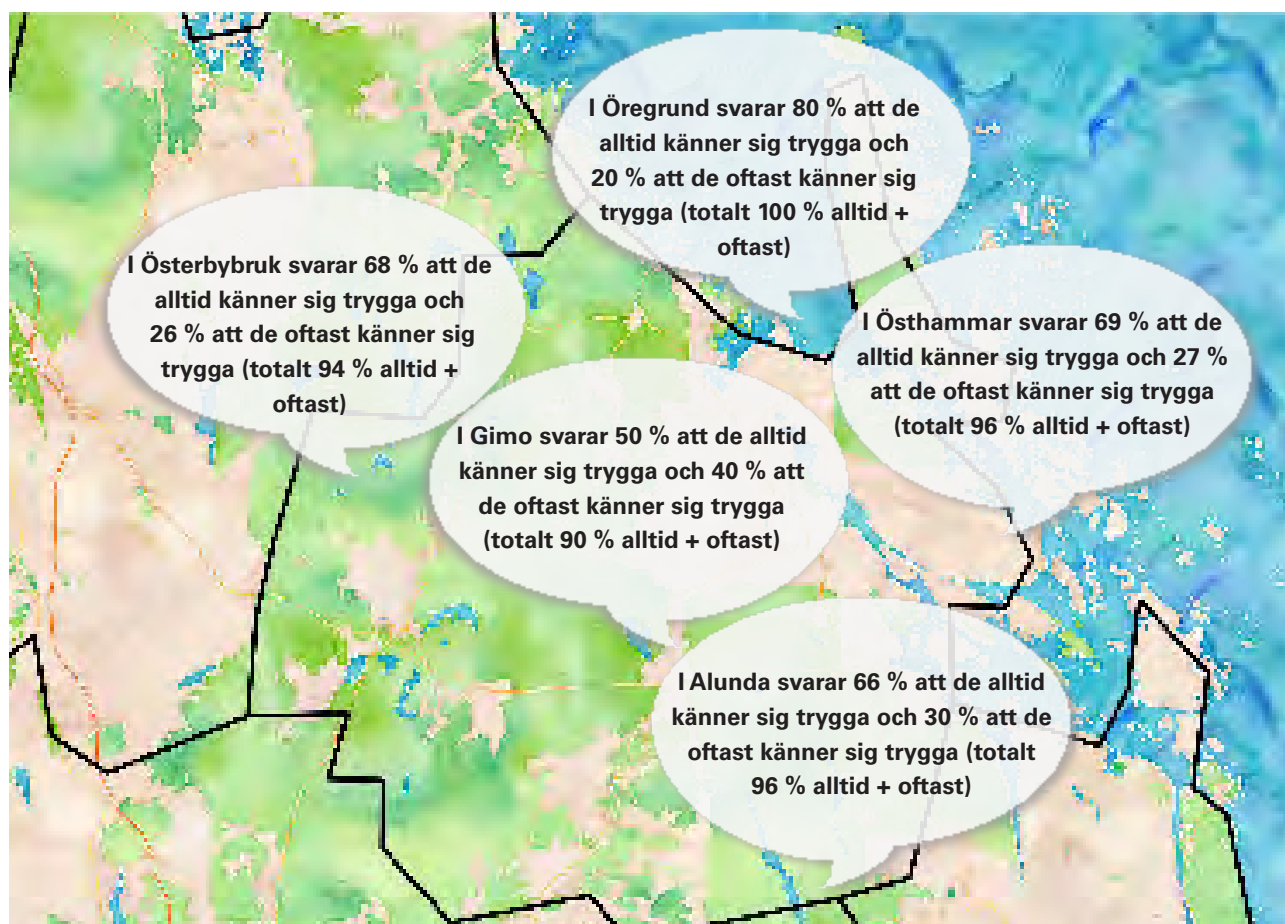 I Öregrund svarar 80 % att de
alltid känner sig trygga och
20 % att de oftast känner sig
trygga (totalt 100 % alltid +
oftast)
I Österbybruk svarar 68 % att de
alltid känner sig trygga och
26 % att de oftast känner sig
trygga (totalt 94 % alltid +
oftast)
I Östhammar svarar 69 % att de
alltid känner sig trygga och 27 %
att de oftast känner sig trygga
(totalt 96 % alltid + oftast)
I Gimo svarar 50 % att de alltid
känner sig trygga och 40 % att
de oftast känner sig trygga
(totalt 90 % alltid + oftast)
I Alunda svarar 66 % att de alltid
känner sig trygga och 30 % att de
oftast känner sig trygga (totalt
96 % alltid + oftast)